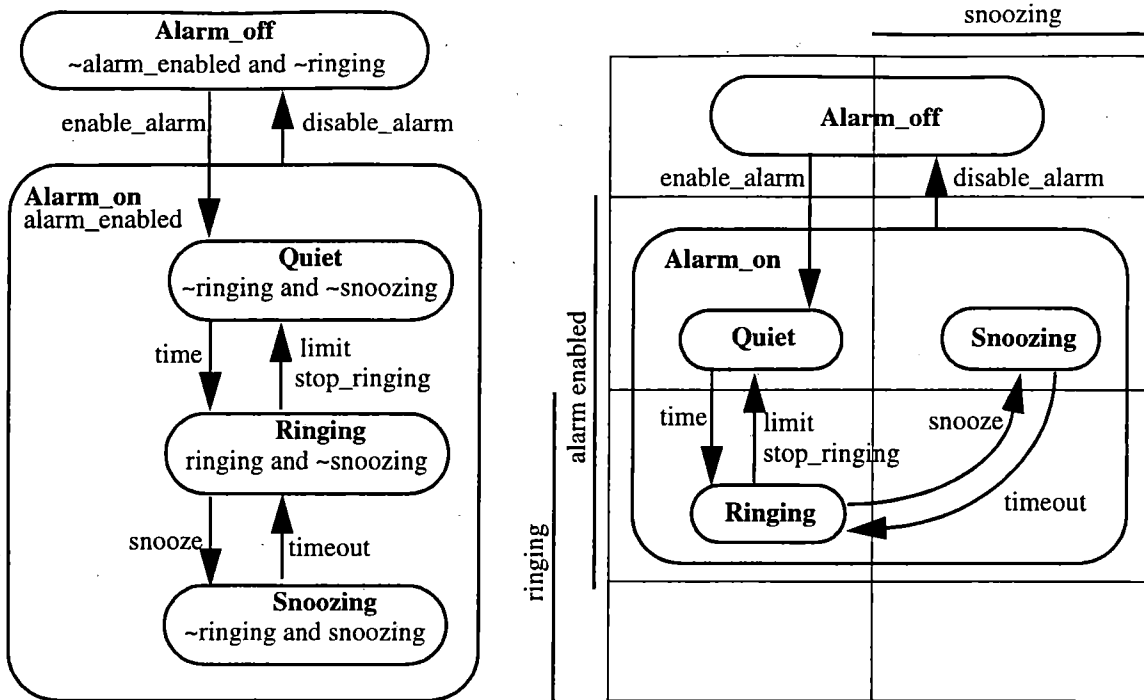 Alarm_off
~alarm_enabled and ~ringing
enable_alarm
disable_alarm
Alarm_on
alarm_enabled
Quiet
~ringing and ~snoozing
time
limit
stop_ringing
Ringing
ringing and ~snoozing
snooze
timeout
Snoozing
~ringing and snoozing
snoozing
Alarm_off
enable_alarm
disable_alarm
Alarm_on
Quiet
Snoozing
time
limit
stop_ringing
snooze
Ringing
timeout
alarm enabled
ringing